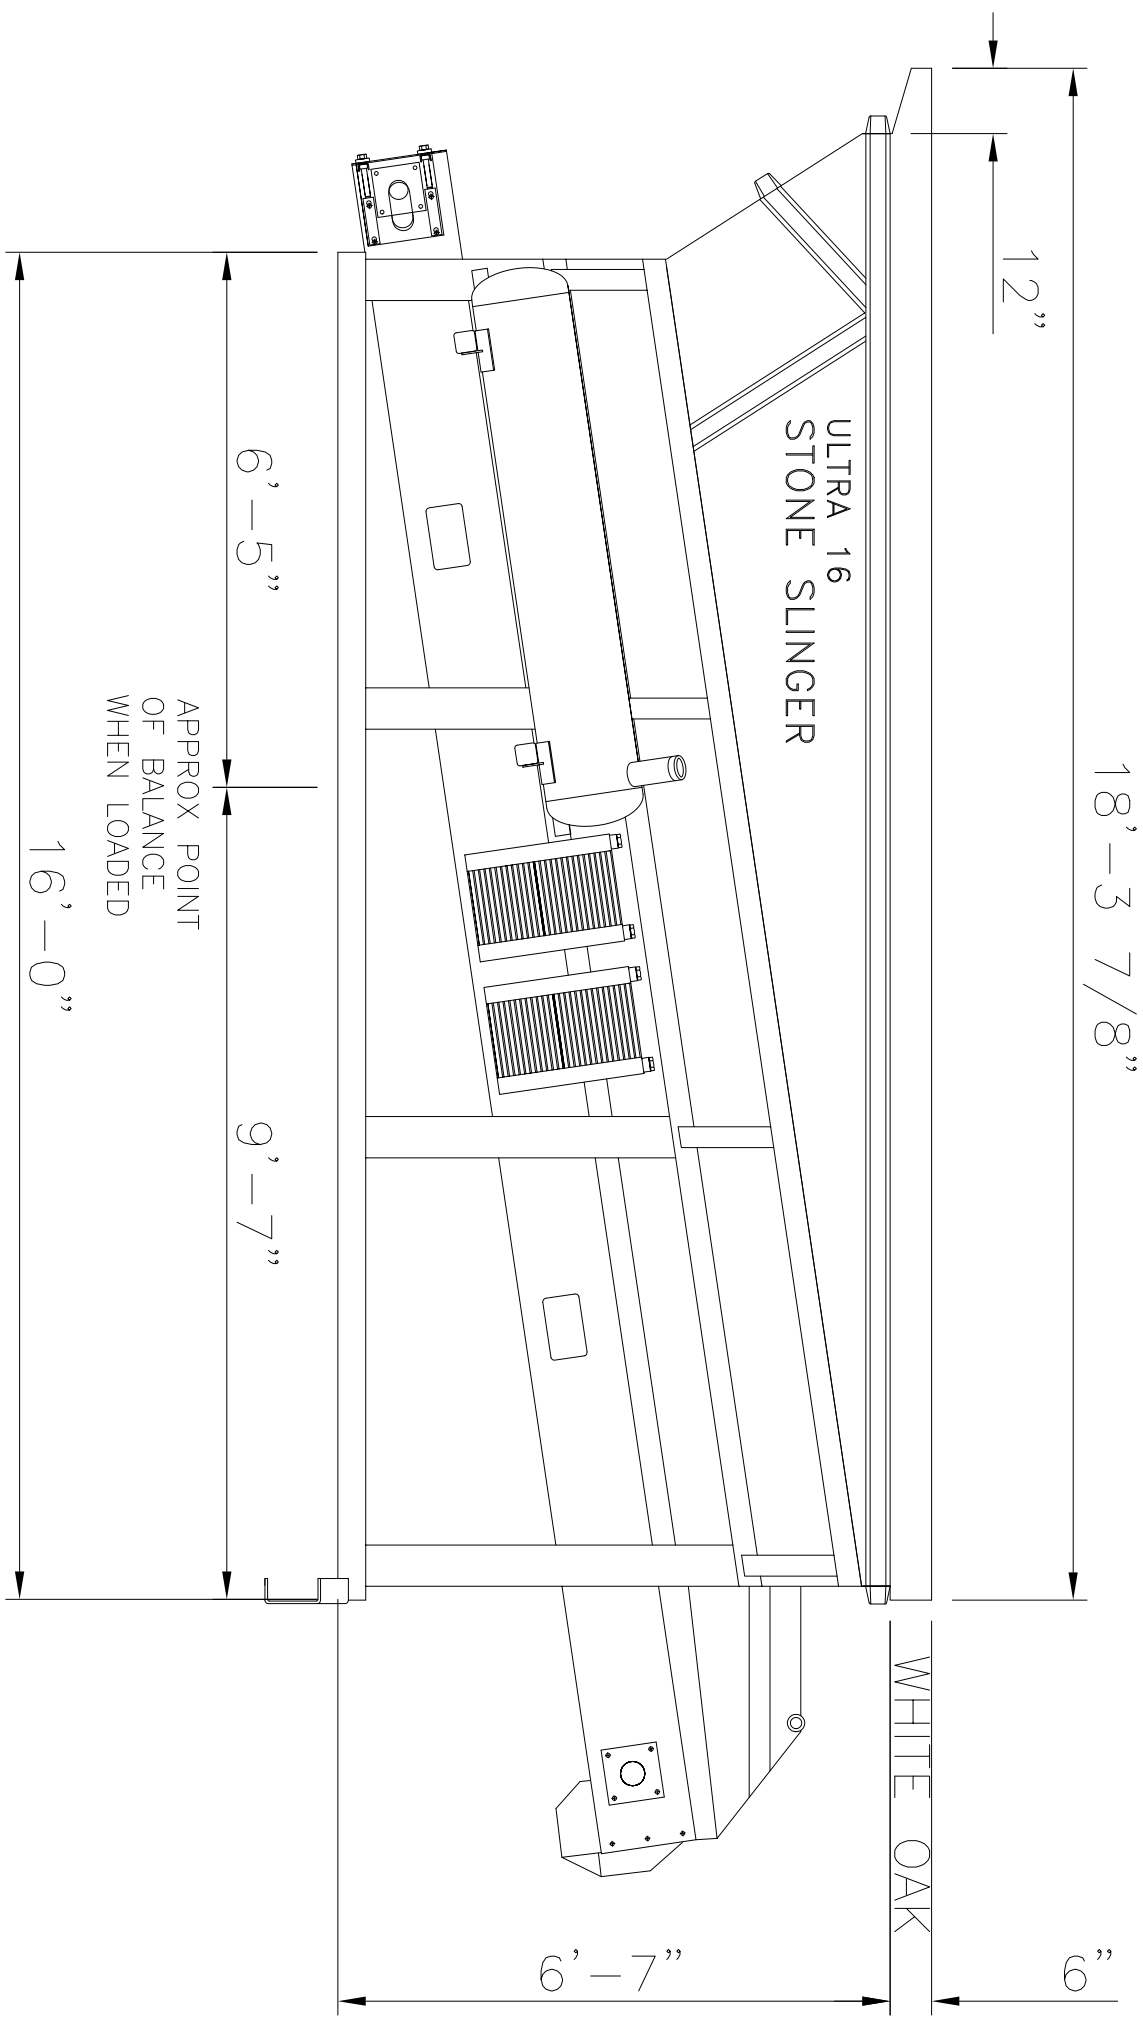 18'-3 7/8"
12"
ULTRA 16
STONE SLINGER
WHITE OAK
6"
6'-7"
6'-5"
9'-7"
APPROX POINT
OF BALANCE
WHEN LOADED
16'-0"